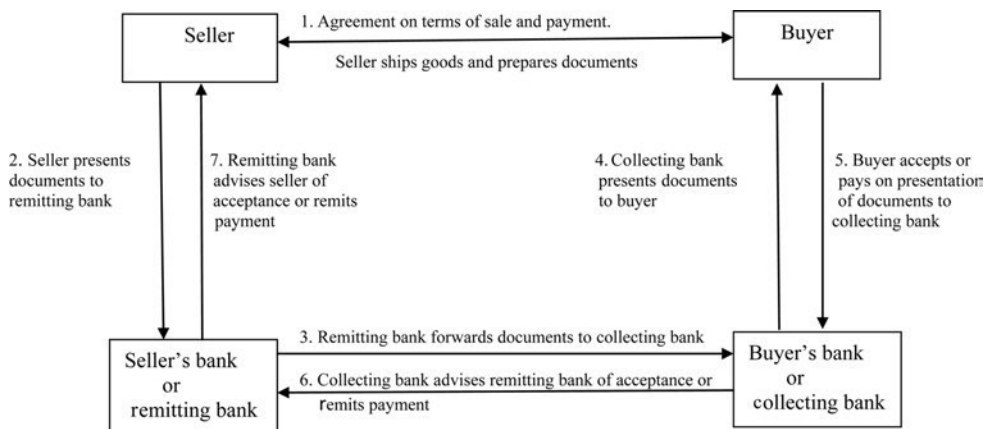 1. Agreement on terms of sale and payment.
Seller
Buyer
Seller ships goods and prepares documents
2. Seller presents
documents to
remitting bank
7. Remitting bank
advises seller of
acceptance or remits
payment
4. Collecting bank
presents documents
to buyer
5. Buyer accepts or
pays on presentation
of documents to
collecting bank
3. Remitting bank forwards documents to collecting bank
Seller’s bank
or
remitting bank
6. Collecting bank advises remitting bank of acceptance or
remits payment
Buyer’s bank
or
collecting bank